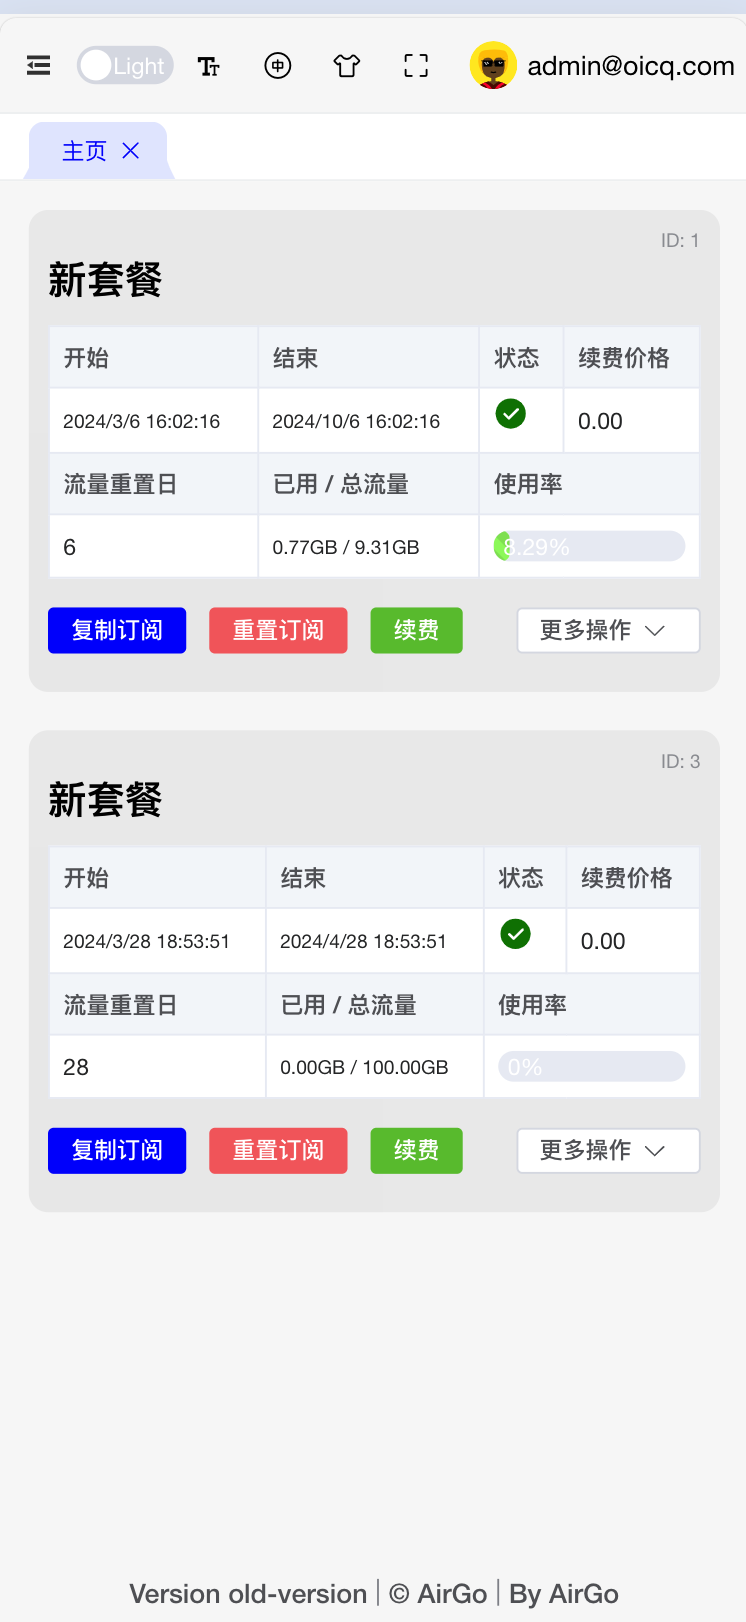 Light 中 admin@oicq.com
主页
ID: 1
新套餐
开始 结束 状态 续费价格
2024/3/6 16:02:16 2024/10/6 16:02:16 0.00
流量重置日 已用 / 总流量 使用率
6 0.77GB / 9.31GB 8.29%
复制订阅 重置订阅 续费 更多操作
ID: 3
新套餐
开始 结束 状态 续费价格
2024/3/28 18:53:51 2024/4/28 18:53:51 0.00
流量重置日 已用 / 总流量 使用率
28 0.00GB / 100.00GB 0%
复制订阅 重置订阅 续费 更多操作
Version old-version | © AirGo | By AirGo